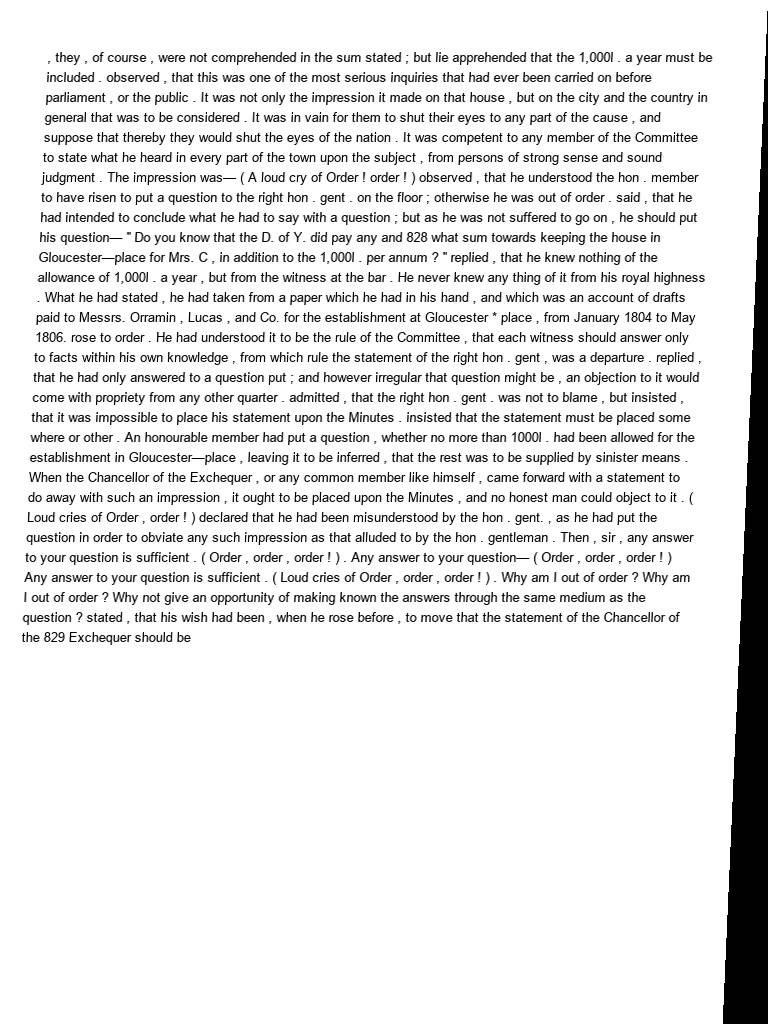 , they , of course , were not comprehended in the sum stated ; but lie apprehended that the 1,000l . a year must be
included . observed , that this was one of the most serious inquiries that had ever been carried on before
parliament , or the public . It was not only the impression it made on that house , but on the city and the country in
general that was to be considered . It was in vain for them to shut their eyes to any part of the cause , and
suppose that thereby they would shut the eyes of the nation . It was competent to any member of the Committee
to state what he heard in every part of the town upon the subject , from persons of strong sense and sound
judgment . The impression was— ( A loud cry of Order ! order ! ) observed , that he understood the hon . member
to have risen to put a question to the right hon . gent . on the floor ; otherwise he was out of order . said , that he
had intended to conclude what he had to say with a question ; but as he was not suffered to go on , he should put
his question— " Do you know that the D. of Y. did pay any and 828 what sum towards keeping the house in
Gloucester—place for Mrs. C , in addition to the 1,000l . per annum ? " replied , that he knew nothing of the
allowance of 1,000l . a year , but from the witness at the bar . He never knew any thing of it from his royal highness
. What he had stated , he had taken from a paper which he had in his hand , and which was an account of drafts
paid to Messrs. Orramin , Lucas , and Co. for the establishment at Gloucester * place , from January 1804 to May
1806. rose to order . He had understood it to be the rule of the Committee , that each witness should answer only
to facts within his own knowledge , from which rule the statement of the right hon . gent , was a departure . replied ,
that he had only answered to a question put ; and however irregular that question might be , an objection to it would
come with propriety from any other quarter . admitted , that the right hon . gent . was not to blame , but insisted ,
that it was impossible to place his statement upon the Minutes . insisted that the statement must be placed some
where or other . An honourable member had put a question , whether no more than 1000l . had been allowed for the
establishment in Gloucester—place , leaving it to be inferred , that the rest was to be supplied by sinister means .
When the Chancellor of the Exchequer , or any common member like himself , came forward with a statement to
do away with such an impression , it ought to be placed upon the Minutes , and no honest man could object to it . (
Loud cries of Order , order ! ) declared that he had been misunderstood by the hon . gent. , as he had put the
question in order to obviate any such impression as that alluded to by the hon . gentleman . Then , sir , any answer
to your question is sufficient . ( Order , order , order ! ) . Any answer to your question— ( Order , order , order ! )
Any answer to your question is sufficient . ( Loud cries of Order , order , order ! ) . Why am I out of order ? Why am
I out of order ? Why not give an opportunity of making known the answers through the same medium as the
question ? stated , that his wish had been , when he rose before , to move that the statement of the Chancellor of
the 829 Exchequer should be